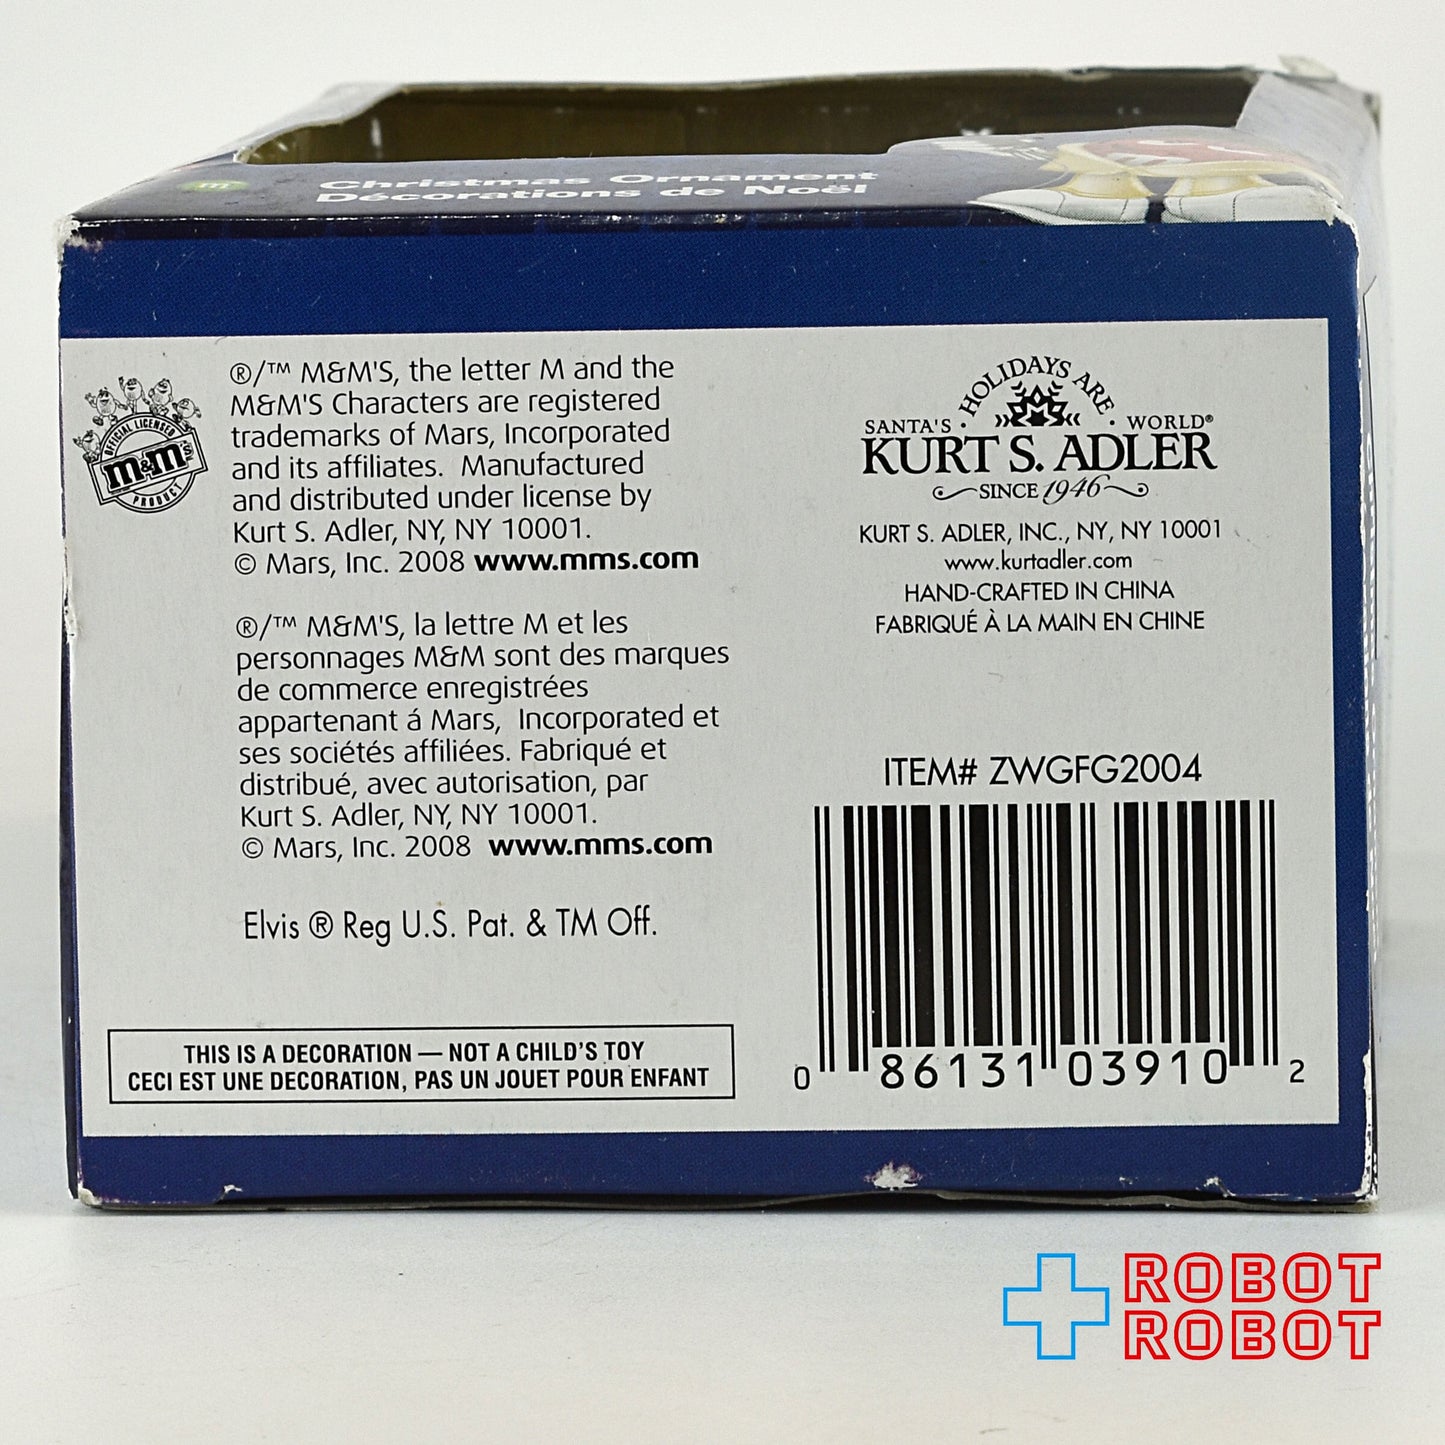 Christmas Ornament
Décorations de Noël
m
®/™ M&M'S, the letter M and the
M&M'S Characters are registered
trademarks of Mars, Incorporated
and its affiliates. Manufactured
and distributed under license by
Kurt S. Adler, NY, NY 10001.
© Mars, Inc. 2008 www.mms.com
OFFICIAL LICENSED
m&m's
PRODUCT
®/™ M&M'S, la lettre M et les
personnages M&M sont des marques
de commerce enregistrées
appartenant á Mars, Incorporated et
ses sociétés affiliées. Fabriqué et
distribué, avec autorisation, par
Kurt S. Adler, NY, NY 10001.
© Mars, Inc. 2008 www.mms.com
Elvis ® Reg U.S. Pat. & TM Off.
THIS IS A DECORATION — NOT A CHILD'S TOY
CECI EST UNE DECORATION, PAS UN JOUET POUR ENFANT
HOLIDAYS ARE
SANTA'S · · WORLD®
KURT S. ADLER
SINCE 1946
KURT S. ADLER, INC., NY, NY 10001
www.kurtadler.com
HAND-CRAFTED IN CHINA
FABRIQUÉ À LA MAIN EN CHINE
ITEM# ZWGFG2004
0 86131 03910 2
ROBOT
ROBOT